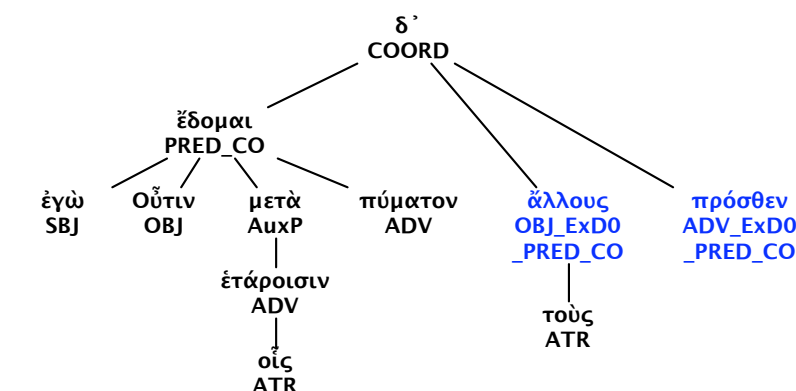 δ᾽
COORD
ἔδομαι
PRED_CO
ἐγὼ Οὖτιν μετὰ πύματον ἄλλους πρόσθεν
SBJ OBJ AuxP ADV OBJ_ExD0 ADV_ExD0
_PRED_CO _PRED_CO
ἑτάροισιν
ADV
τοὺς
ATR
οἷς
ATR